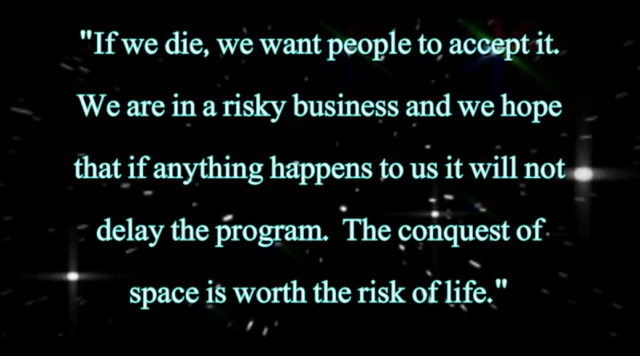 "If we die, we want people to accept it.
We are in a risky business and we hope
that if anything happens to us it will not
delay the program.  The conquest of
space is worth the risk of life."